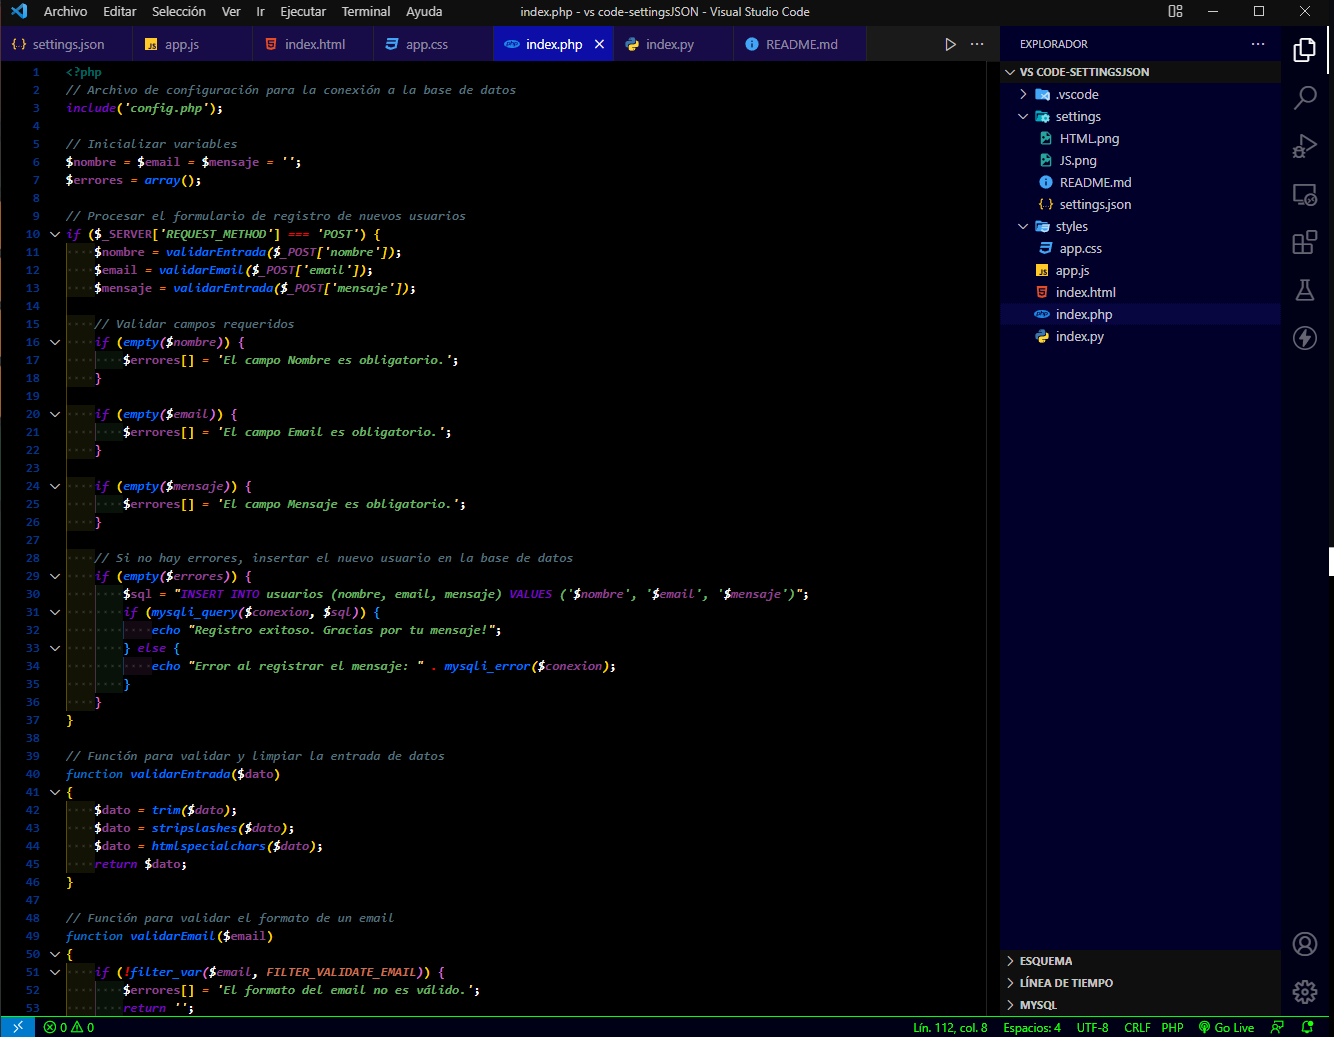 Archivo Editar Selección Ver Ir Ejecutar Terminal Ayuda
index.php - vs code-settingsJSON - Visual Studio Code
settings.json app.js index.html app.css index.php index.py README.md
1 <?php
2 // Archivo de configuración para la conexión a la base de datos
3 include('config.php');
4
5 // Inicializar variables
6 $nombre = $email = $mensaje = '';
7 $errores = array();
8
9 // Procesar el formulario de registro de nuevos usuarios
10 if ($_SERVER['REQUEST_METHOD'] === 'POST') {
11 $nombre = validarEntrada($_POST['nombre']);
12 $email = validarEmail($_POST['email']);
13 $mensaje = validarEntrada($_POST['mensaje']);
14
15 // Validar campos requeridos
16 if (empty($nombre)) {
17 $errores[] = 'El campo Nombre es obligatorio.';
18 }
19
20 if (empty($email)) {
21 $errores[] = 'El campo Email es obligatorio.';
22 }
23
24 if (empty($mensaje)) {
25 $errores[] = 'El campo Mensaje es obligatorio.';
26 }
27
28 // Si no hay errores, insertar el nuevo usuario en la base de datos
29 if (empty($errores)) {
30 $sql = "INSERT INTO usuarios (nombre, email, mensaje) VALUES ('$nombre', '$email', '$mensaje')";
31 if (mysqli_query($conexion, $sql)) {
32 echo "Registro exitoso. Gracias por tu mensaje!";
33 } else {
34 echo "Error al registrar el mensaje: " . mysqli_error($conexion);
35 }
36 }
37 }
38
39 // Función para validar y limpiar la entrada de datos
40 function validarEntrada($dato)
41 {
42 $dato = trim($dato);
43 $dato = stripslashes($dato);
44 $dato = htmlspecialchars($dato);
45 return $dato;
46 }
47
48 // Función para validar el formato de un email
49 function validarEmail($email)
50 {
51 if (!filter_var($email, FILTER_VALIDATE_EMAIL)) {
52 $errores[] = 'El formato del email no es válido.';
53 return '';
EXPLORADOR
VS CODE-SETTINGSJSON
.vscode
settings
HTML.png
JS.png
README.md
settings.json
styles
app.css
app.js
index.html
index.php
index.py
ESQUEMA
LÍNEA DE TIEMPO
MYSQL
0 0
Lín. 112, col. 8 Espacios: 4 UTF-8 CRLF PHP Go Live